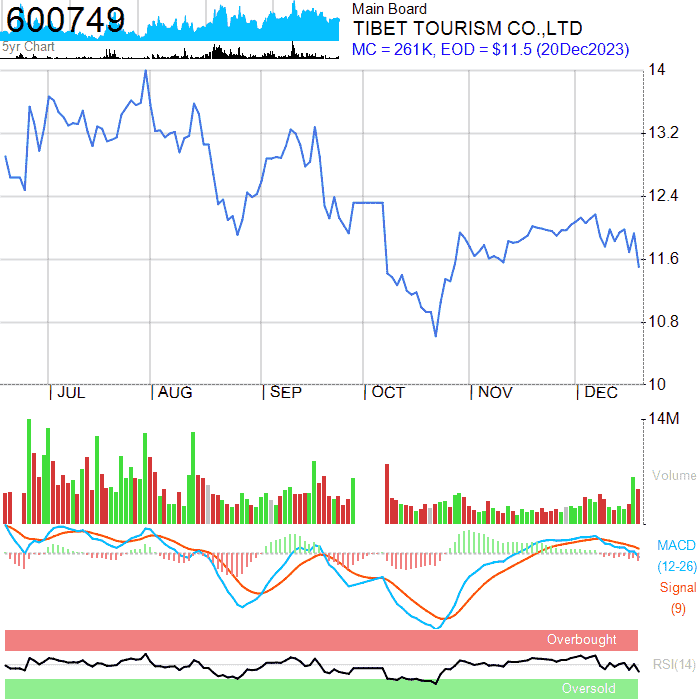 600749
5yr Chart
Main Board
TIBET TOURISM CO.,LTD
MC = 261K, EOD = $11.5 (20Dec2023)
14
13.2
12.4
11.6
10.8
10
JUL
AUG
SEP
OCT
NOV
DEC
14M
Volume
MACD
(12-26)
Signal
(9)
Overbought
RSI(14)
Oversold